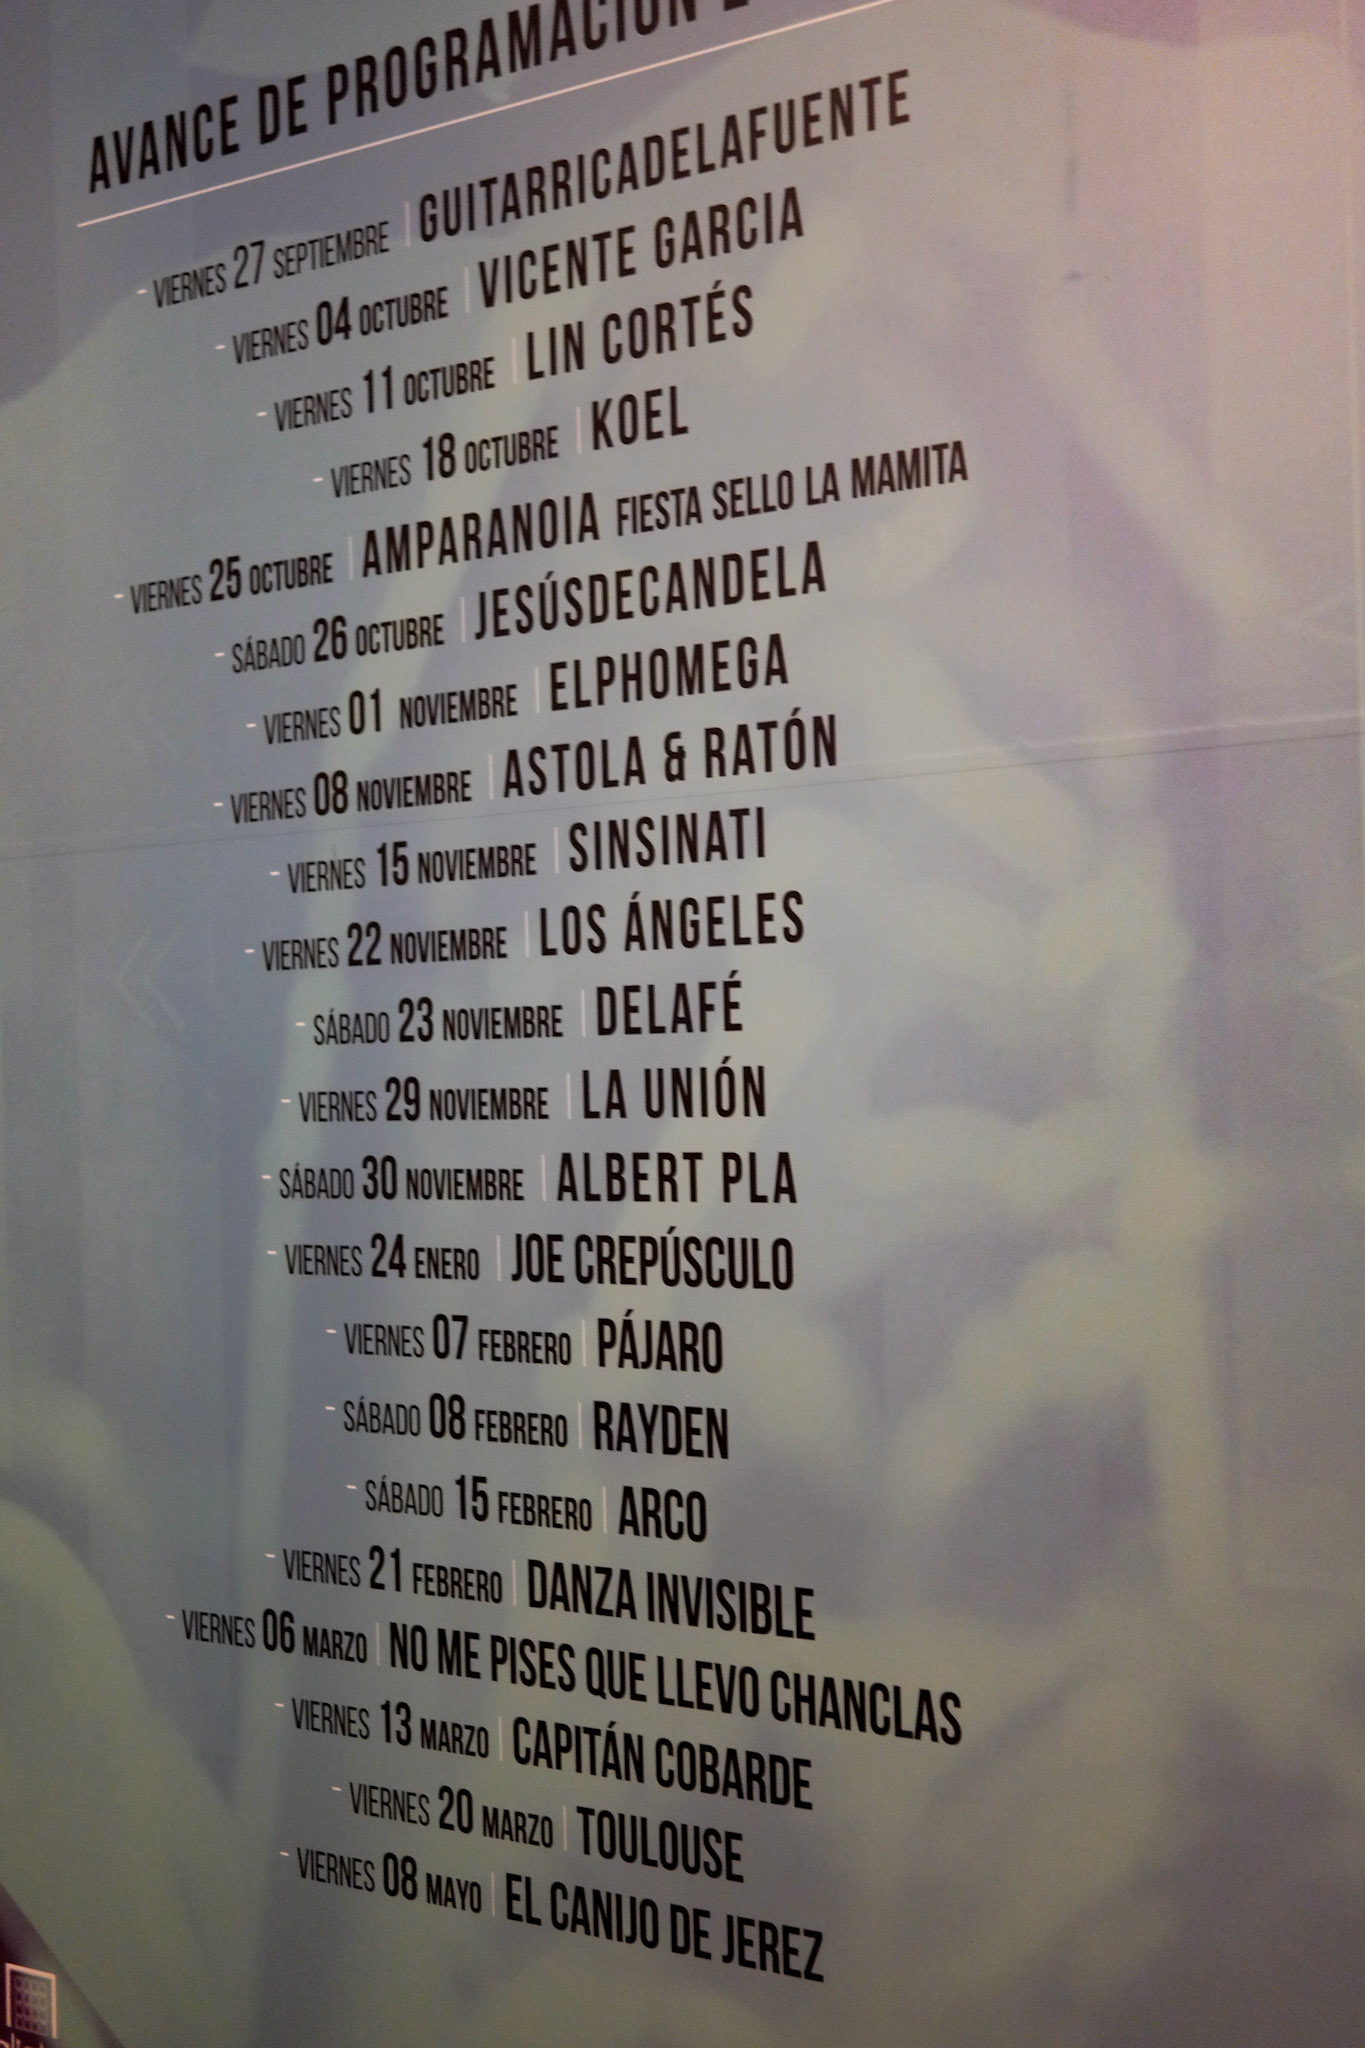 AVANCE DE PROGRAMACIÓN
- VIERNES 27 SEPTIEMBRE | GUITARRICADELAFUENTE
- VIERNES 04 OCTUBRE | VICENTE GARCIA
- VIERNES 11 OCTUBRE | LIN CORTÉS
- VIERNES 18 OCTUBRE | KOEL
- VIERNES 25 OCTUBRE | AMPARANOIA FIESTA SELLO LA MAMITA
- SÁBADO 26 OCTUBRE | JESÚSDECANDELA
- VIERNES 01 NOVIEMBRE | ELPHOMEGA
- VIERNES 08 NOVIEMBRE | ASTOLA & RATÓN
- VIERNES 15 NOVIEMBRE | SINSINATI
- VIERNES 22 NOVIEMBRE | LOS ÁNGELES
- SÁBADO 23 NOVIEMBRE | DELAFÉ
- VIERNES 29 NOVIEMBRE | LA UNIÓN
- SÁBADO 30 NOVIEMBRE | ALBERT PLA
- VIERNES 24 ENERO | JOE CREPÚSCULO
- VIERNES 07 FEBRERO | PÁJARO
- SÁBADO 08 FEBRERO | RAYDEN
- SÁBADO 15 FEBRERO | ARCO
- VIERNES 21 FEBRERO | DANZA INVISIBLE
- VIERNES 06 MARZO | NO ME PISES QUE LLEVO CHANCLAS
- VIERNES 13 MARZO | CAPITÁN COBARDE
- VIERNES 20 MARZO | TOULOUSE
- VIERNES 08 MAYO | EL CANIJO DE JEREZ